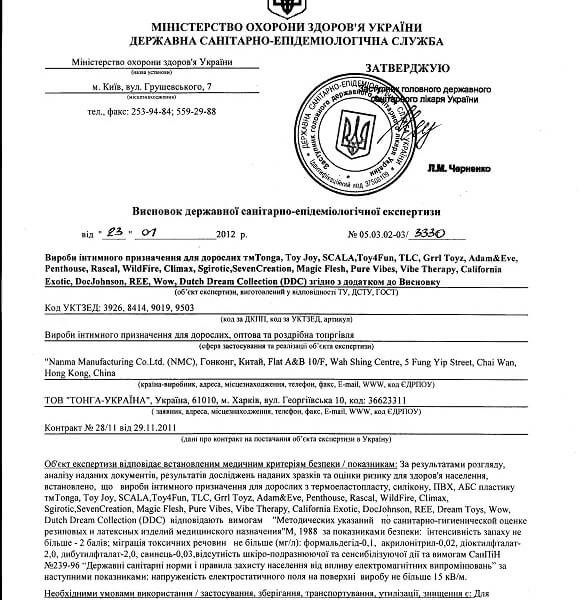 МІНІСТЕРСТВО ОХОРОНИ ЗДОРОВ'Я УКРАЇНИ
ДЕРЖАВНА САНІТАРНО-ЕПІДЕМІОЛОГІЧНА СЛУЖБА
Міністерство охорони здоров'я України
(назва установи)
м. Київ, вул. Грушевського, 7
(місцезнаходження)
тел., факс: 253-94-84; 559-29-88
ЗАТВЕРДЖУЮ
Заступник головного державного
санітарного лікаря України
Л.М. Черненко
Висновок державної санітарно-епідеміологічної експертизи
від " 23 " 01 2012 р. № 05.03.02-03/ 3330
Вироби інтимного призначення для дорослих тмTonga, Toy Joy, SCALA,Toy4Fun, TLC, Grrl Toyz, Adam&Eve,
Penthouse, Rascal, WildFire, Climax, Sgirotic,SevenCreation, Magic Flesh, Pure Vibes, Vibe Therapy, California
Exotic, DocJohnson, REE, Wow, Dutch Dream Collection (DDC) згідно з додатком до Висновку
(об'єкт експертизи, виготовлений у відповідності ТУ, ДСТУ, ГОСТ)
Код УКТЗЕД: 3926, 8414, 9019, 9503
(код за ДКПП, код за УКТЗЕД, артикул)
Вироби інтимного призначення для дорослих, оптова та роздрібна топргівля
(сфера застосування та реалізації об'єкта експертизи)
"Nanma Manufacturing Co.Ltd. (NMC), Гонконг, Китай, Flat A&B 10/F, Wah Shing Centre, 5 Fung Yip Street, Chai Wan,
Hong Kong, China
(країна-виробник, адреса, місцезнаходження, телефон, факс, E-mail, WWW, код ЄДРПОУ)
ТОВ "ТОНГА-УКРАЇНА", Україна, 61010, м. Харків, вул. Георгіївська 10, код: 36623311
( заявник, адреса, місцезнаходження, телефон, факс, E-mail, WWW, код ЄДРПОУ)
Контракт № 28/11 від 29.11.2011
(дані про контракт на постачання об'єкта експертизи в Україну)
Об'єкт експертизи відповідає встановленим медичним критеріям безпеки / показникам: За результатами розгляду,
аналізу наданих документів, результатів досліджень наданих зразків та оцінки ризику для здоров'я населення,
встановлено, що вироби інтимного призначення для дорослих з термоеластопласту, силікону, ПВХ, АБС пластику
тмTonga, Toy Joy, SCALA,Toy4Fun, TLC, Grrl Toyz, Adam&Eve, Penthouse, Rascal, WildFire, Climax,
Sgirotic,SevenCreation, Magic Flesh, Pure Vibes, Vibe Therapy, California Exotic, DocJohnson, REE, Dream Toys, Wow,
Dutch Dream Collection (DDC) відповідають вимогам "Методических указаний по санитарно-гигиенической оценке
резиновых и латексных изделий медицинского назначения"М, 1988 за показниками безпеки: інтенсивність запаху не
більше - 2 балів; міграція токсичних речовин не більше (мг/л): формальдегід-0,1, акрилонітрил-0,02, діоктилфталат-
2,0, дибутилфталат-2,0, свинець-0,03,відсутність шкіро-подразнюючої та сенсибілізуючої дії та вимогам СанПіН
№239-96 "Державні санітарні норми і правила захисту населення від впливу електромагнітних випромінювань" за
наступними показниками: напруженість електростатичного поля на поверхні виробу не більше 15 кВ/м.
Необхідними умовами використання / застосування, зберігання, транспортування, утилізації, знищення є: Для